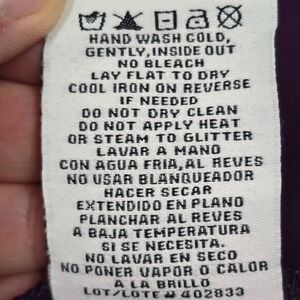 HAND WASH COLD,
GENTLY, INSIDE OUT
NO BLEACH
LAY FLAT TO DRY
COOL IRON ON REVERSE
IF NEEDED
DO NOT DRY CLEAN
DO NOT APPLY HEAT
OR STEAM TO GLITTER
LAVAR A MANO
CON AGUA FRIA, AL REVES
NO USAR BLANQUEADOR
HACER SECAR
EXTENDIDO EN PLANO
PLANCHAR AL REVES
A BAJA TEMPERATURA
SI SE NECESITA.
NO LAVAR EN SECO
NO PONER VAPOR O CALOR
A LA BRILLO
LOT/LOTE# 402833